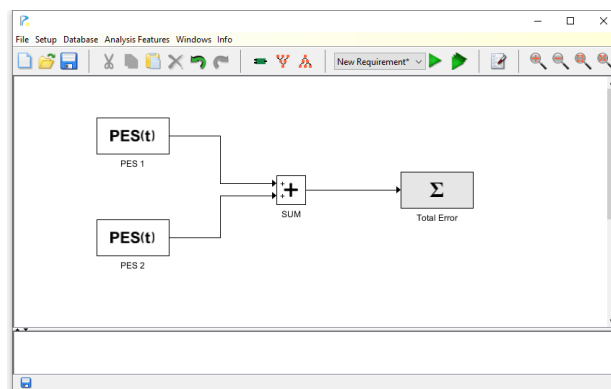 File Setup Database Analysis Features Windows Info
New Requirement*
PES(t)
PES 1
+
+
+
SUM
Σ
Total Error
PES(t)
PES 2